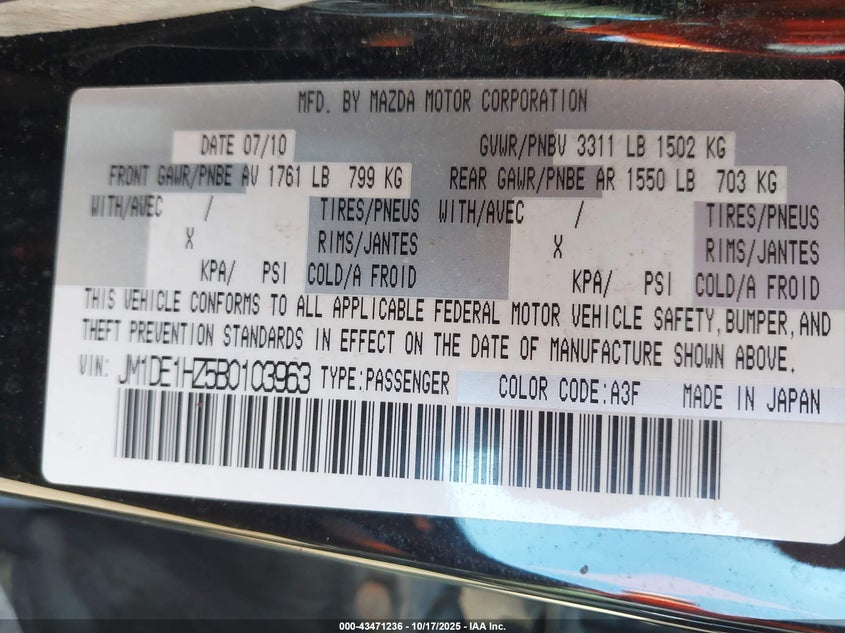 MFD. BY MAZDA MOTOR CORPORATION
DATE 07/10 GVWR/PNBV 3311 LB 1502 KG
FRONT GAWR/PNBE AV 1761 LB 799 KG REAR GAWR/PNBE AR 1550 LB 703 KG
WITH/AVEC / TIRES/PNEUS WITH/AVEC / TIRES/PNEUS
X RIMS/JANTES X RIMS/JANTES
KPA/ PSI COLD/A FROID KPA/ PSI COLD/A FROID
THIS VEHICLE CONFORMS TO ALL APPLICABLE FEDERAL MOTOR VEHICLE SAFETY, BUMPER, AND
THEFT PREVENTION STANDARDS IN EFFECT ON THE DATE OF MANUFACTURE SHOWN ABOVE.
VIN: JM1DE1HZ5B0103963 TYPE:PASSENGER COLOR CODE:A3F MADE IN JAPAN
000-43471236 - 10/17/2025 - IAA Inc.